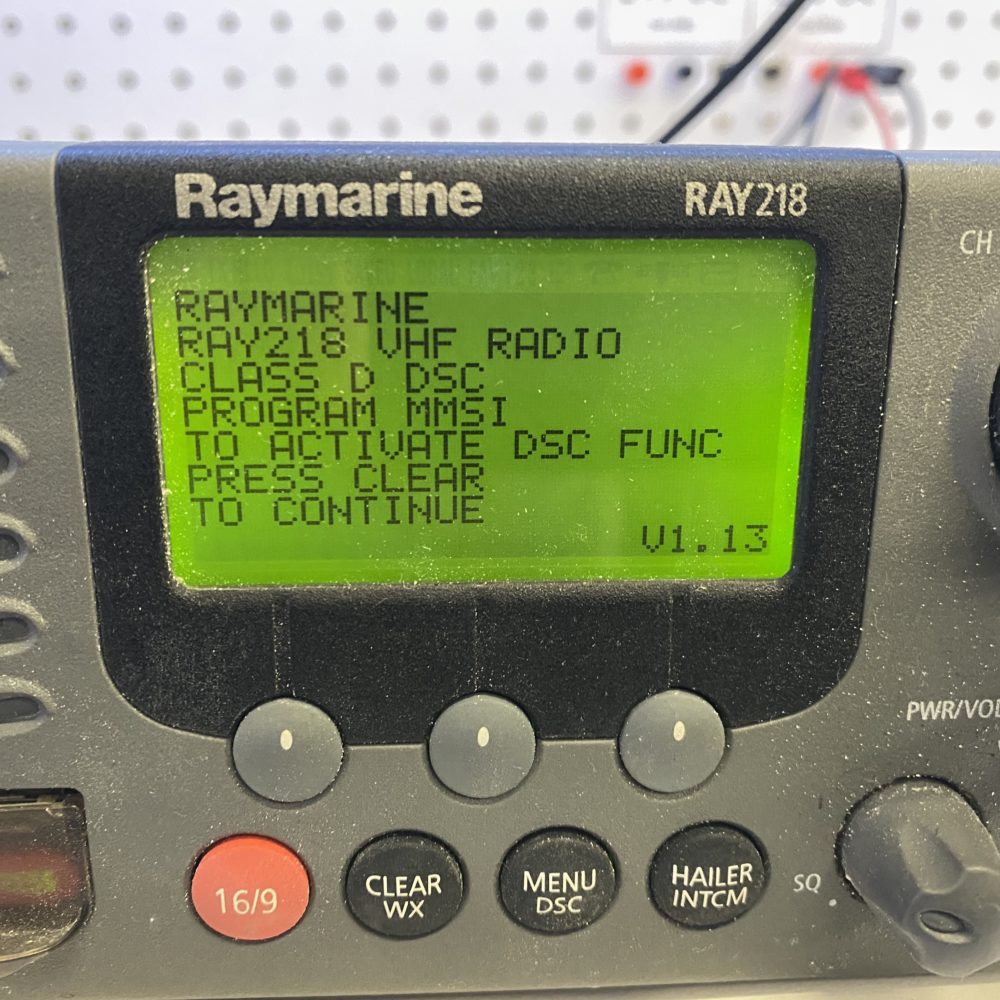 Raymarine RAY218
CH
RAYMARINE
RAY218 VHF RADIO
CLASS D DSC
PROGRAM MMSI
TO ACTIVATE DSC FUNC
PRESS CLEAR
TO CONTINUE
V1.13
PWR/VOL
16/9
CLEAR
WX
MENU
DSC
HAILER
INTCM
SQ